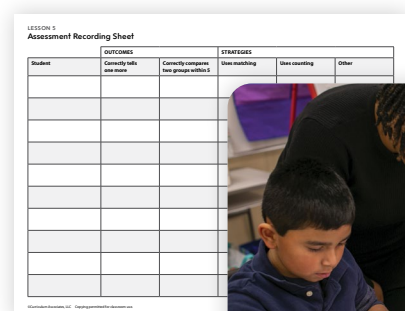 LESSON 5
Assessment Recording Sheet
OUTCOMES STRATEGIES
Student Correctly tells one more Correctly compares two groups within 5 Uses matching Uses counting Other
©Curriculum Associates, LLC Copying permitted for classroom use.